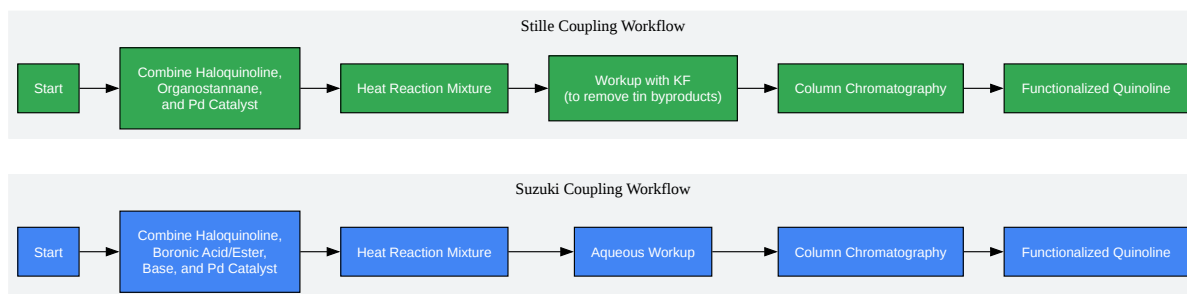 Stille Coupling Workflow
Start
Combine Haloquinoline,
Organostannane,
and Pd Catalyst
Heat Reaction Mixture
Workup with KF
(to remove tin byproducts)
Column Chromatography
Functionalized Quinoline
Suzuki Coupling Workflow
Start
Combine Haloquinoline,
Boronic Acid/Ester,
Base, and Pd Catalyst
Heat Reaction Mixture
Aqueous Workup
Column Chromatography
Functionalized Quinoline